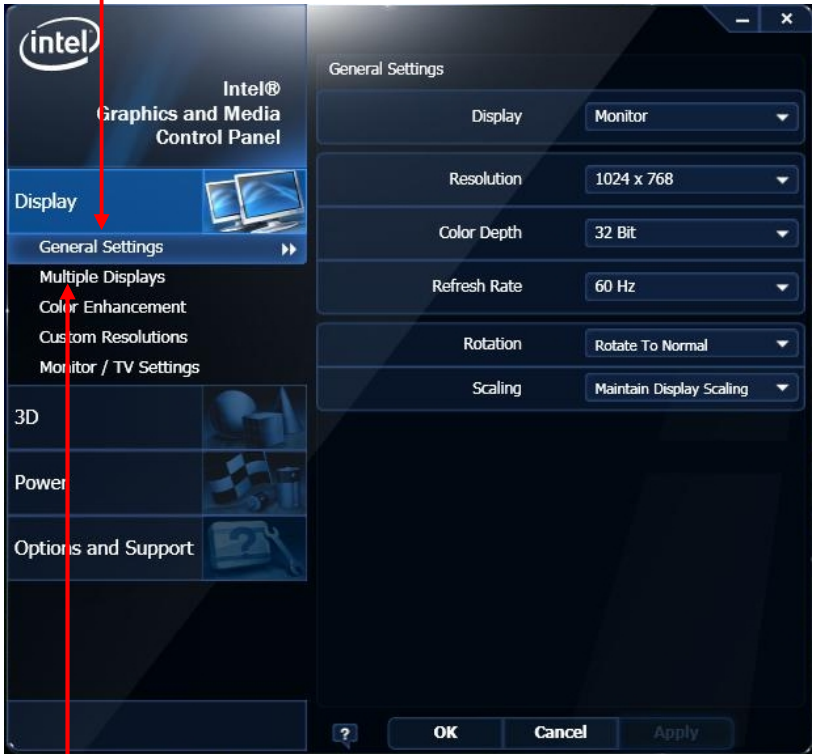 intel
Intel®
Graphics and Media
Control Panel
Display
General Settings
Multiple Displays
Color Enhancement
Custom Resolutions
Monitor / TV Settings
3D
Power
Options and Support
General Settings
Display Monitor
Resolution 1024 x 768
Color Depth 32 Bit
Refresh Rate 60 Hz
Rotation Rotate To Normal
Scaling Maintain Display Scaling
? OK Cancel Apply